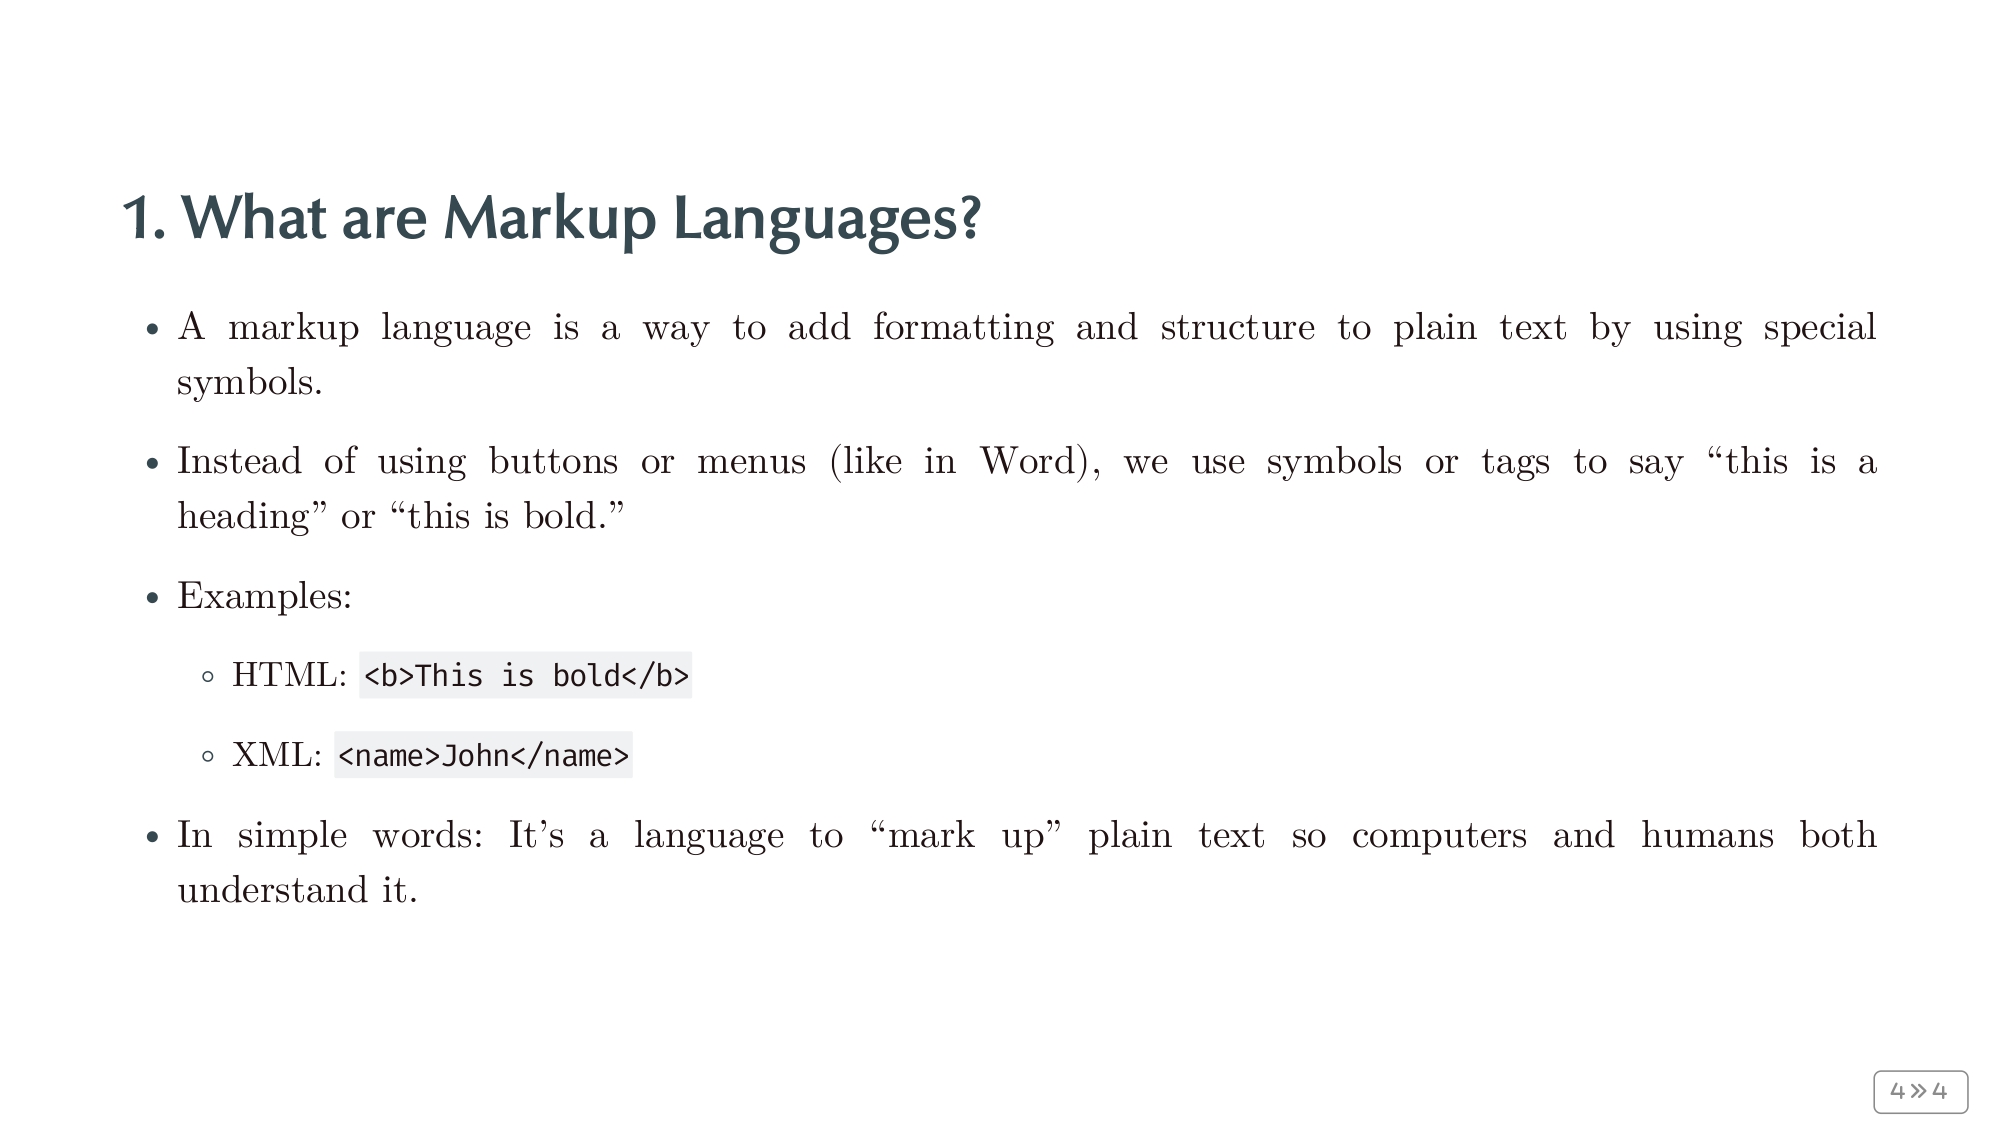 1. What are Markup Languages?
• A markup language is a way to add formatting and structure to plain text by using special
symbols.
• Instead of using buttons or menus (like in Word), we use symbols or tags to say “this is a
heading” or “this is bold.”
• Examples:
◦ HTML: <b>This is bold</b>
◦ XML: <name>John</name>
• In simple words: It’s a language to “mark up” plain text so computers and humans both
understand it.
4 » 4